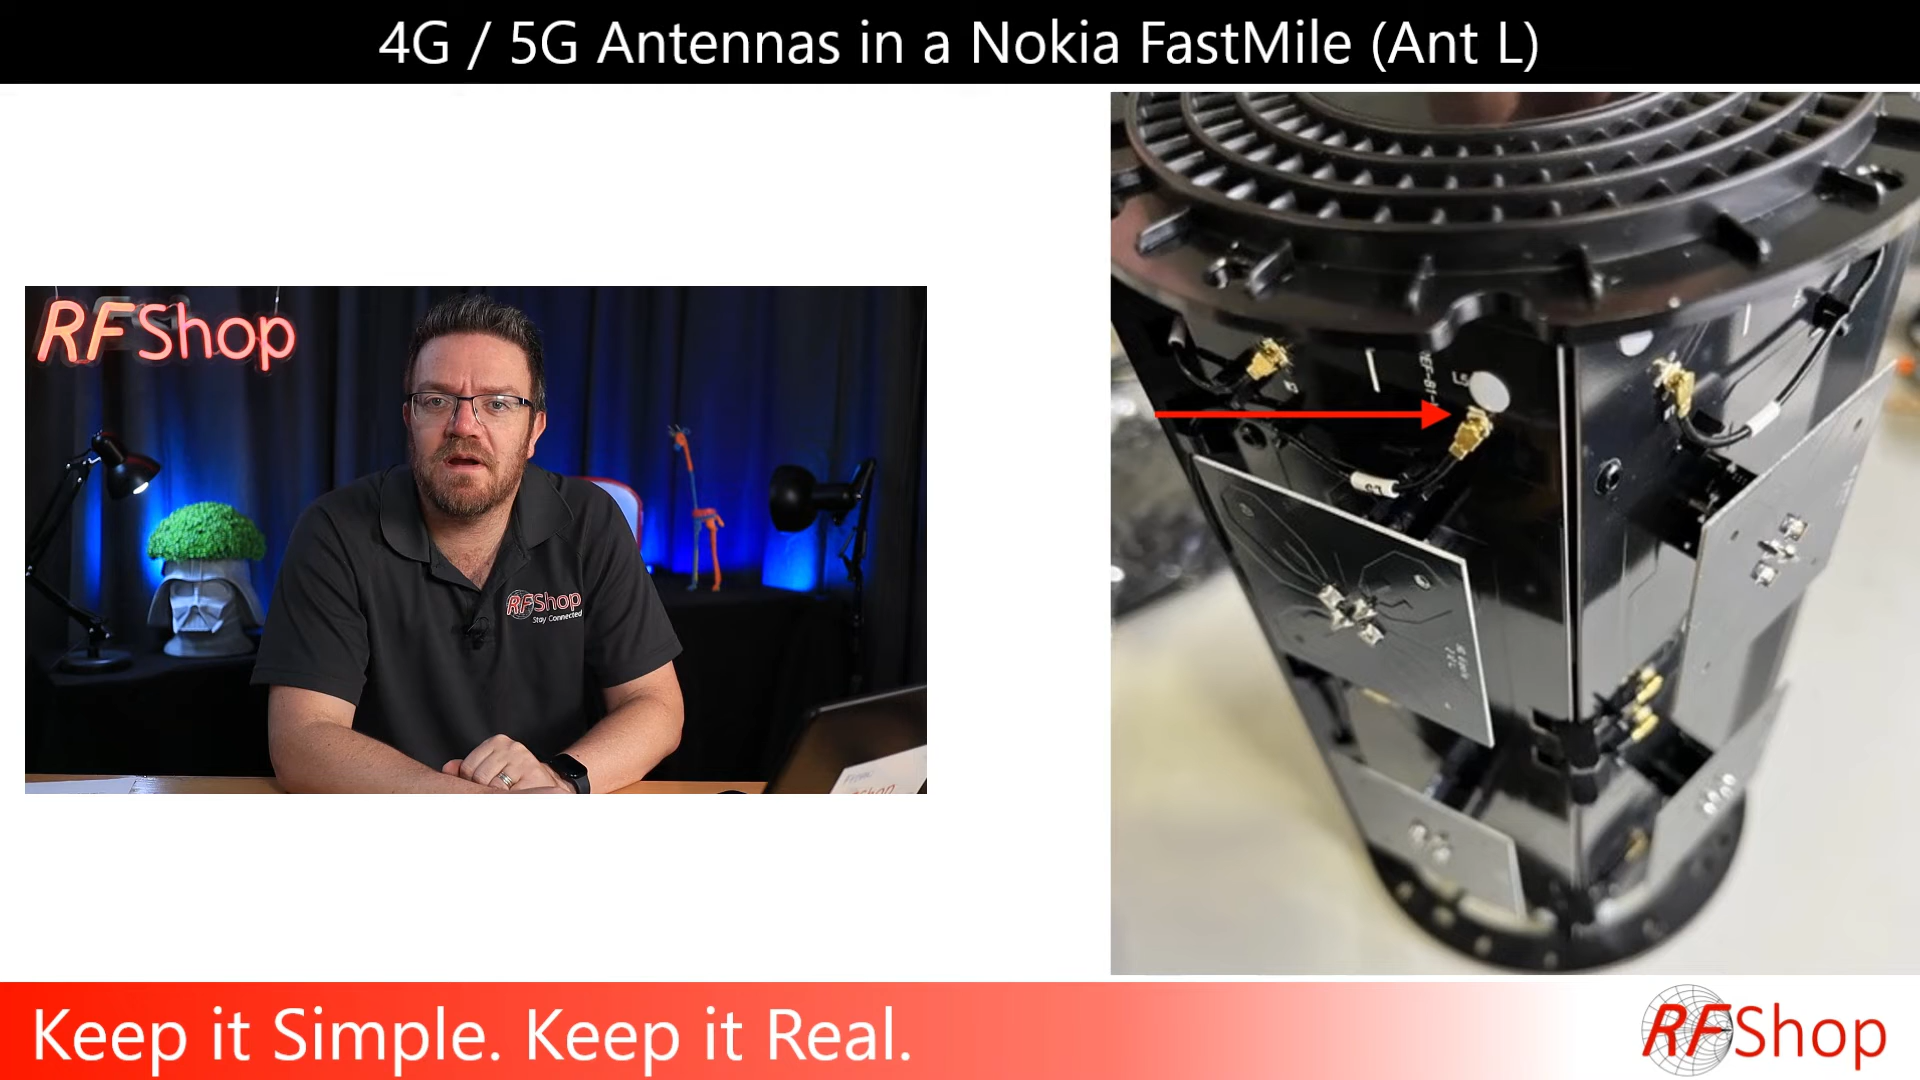 4G / 5G Antennas in a Nokia FastMile (Ant L)
RFShop
RFShop
Stay Connected
Keep it Simple. Keep it Real.
RFShop